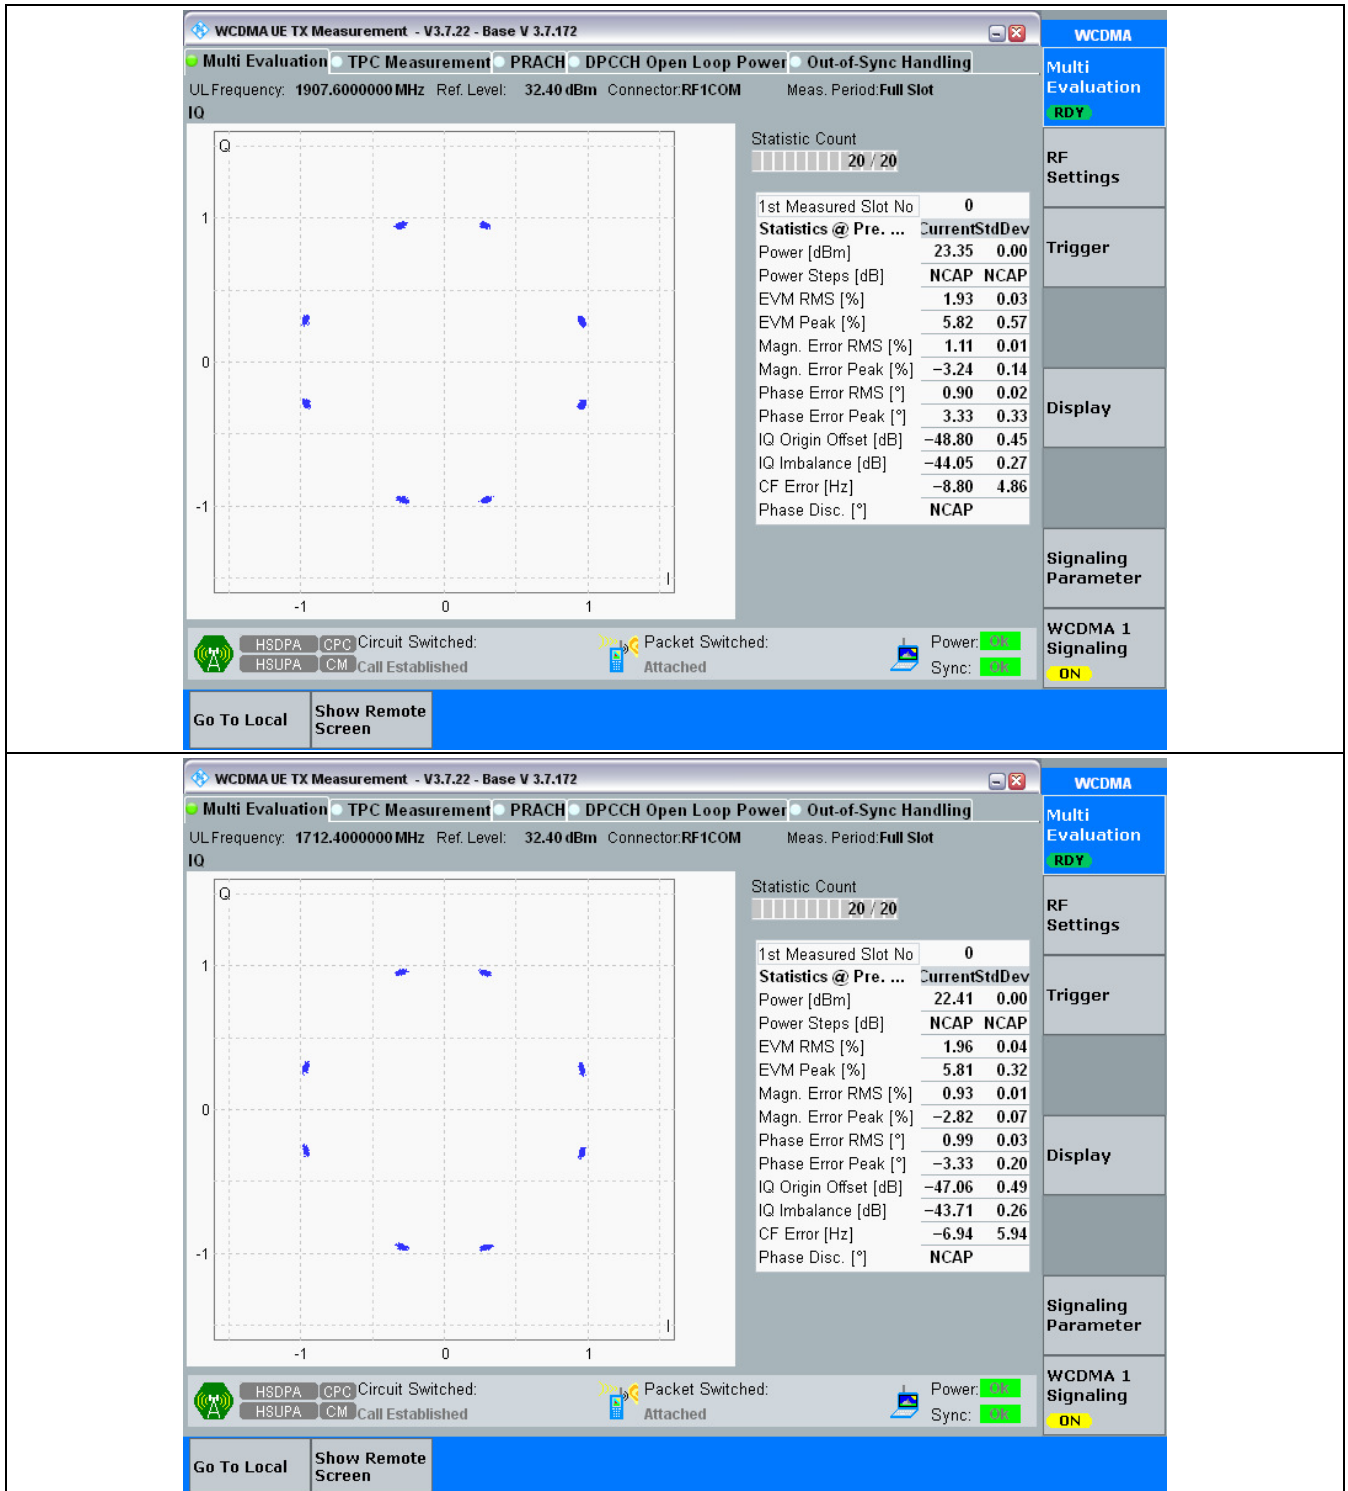 WCDMA UE TX Measurement - V3.7.22 - Base V 3.7.172
WCDMA
Multi Evaluation TPC Measurement PRACH DPCCH Open Loop Power Out-of-Sync Handling
Multi Evaluation
RDY
UL Frequency: 1907.6000000 MHz Ref. Level: 32.40 dBm Connector:RF1COM Meas. Period:Full Slot
IQ
Q
1
0
-1
-1 0 1
I
Statistic Count
20 / 20
1st Measured Slot No 0
Statistics @ Pre. ... Current StdDev
Power [dBm] 23.35 0.00
Power Steps [dB] NCAP NCAP
EVM RMS [%] 1.93 0.03
EVM Peak [%] 5.82 0.57
Magn. Error RMS [%] 1.11 0.01
Magn. Error Peak [%] −3.24 0.14
Phase Error RMS [°] 0.90 0.02
Phase Error Peak [°] 3.33 0.33
IQ Origin Offset [dB] −48.80 0.45
IQ Imbalance [dB] −44.05 0.27
CF Error [Hz] −8.80 4.86
Phase Disc. [°] NCAP
RF Settings
Trigger
Display
Signaling Parameter
WCDMA 1 Signaling
ON
HSDPA CPC Circuit Switched: Packet Switched: Power: Ok
HSUPA CM Call Established Attached Sync: Ok
Go To Local
Show Remote Screen
WCDMA UE TX Measurement - V3.7.22 - Base V 3.7.172
WCDMA
Multi Evaluation TPC Measurement PRACH DPCCH Open Loop Power Out-of-Sync Handling
Multi Evaluation
RDY
UL Frequency: 1712.4000000 MHz Ref. Level: 32.40 dBm Connector:RF1COM Meas. Period:Full Slot
IQ
Q
1
0
-1
-1 0 1
I
Statistic Count
20 / 20
1st Measured Slot No 0
Statistics @ Pre. ... Current StdDev
Power [dBm] 22.41 0.00
Power Steps [dB] NCAP NCAP
EVM RMS [%] 1.96 0.04
EVM Peak [%] 5.81 0.32
Magn. Error RMS [%] 0.93 0.01
Magn. Error Peak [%] −2.82 0.07
Phase Error RMS [°] 0.99 0.03
Phase Error Peak [°] −3.33 0.20
IQ Origin Offset [dB] −47.06 0.49
IQ Imbalance [dB] −43.71 0.26
CF Error [Hz] −6.94 5.94
Phase Disc. [°] NCAP
RF Settings
Trigger
Display
Signaling Parameter
WCDMA 1 Signaling
ON
HSDPA CPC Circuit Switched: Packet Switched: Power: Ok
HSUPA CM Call Established Attached Sync: Ok
Go To Local
Show Remote Screen